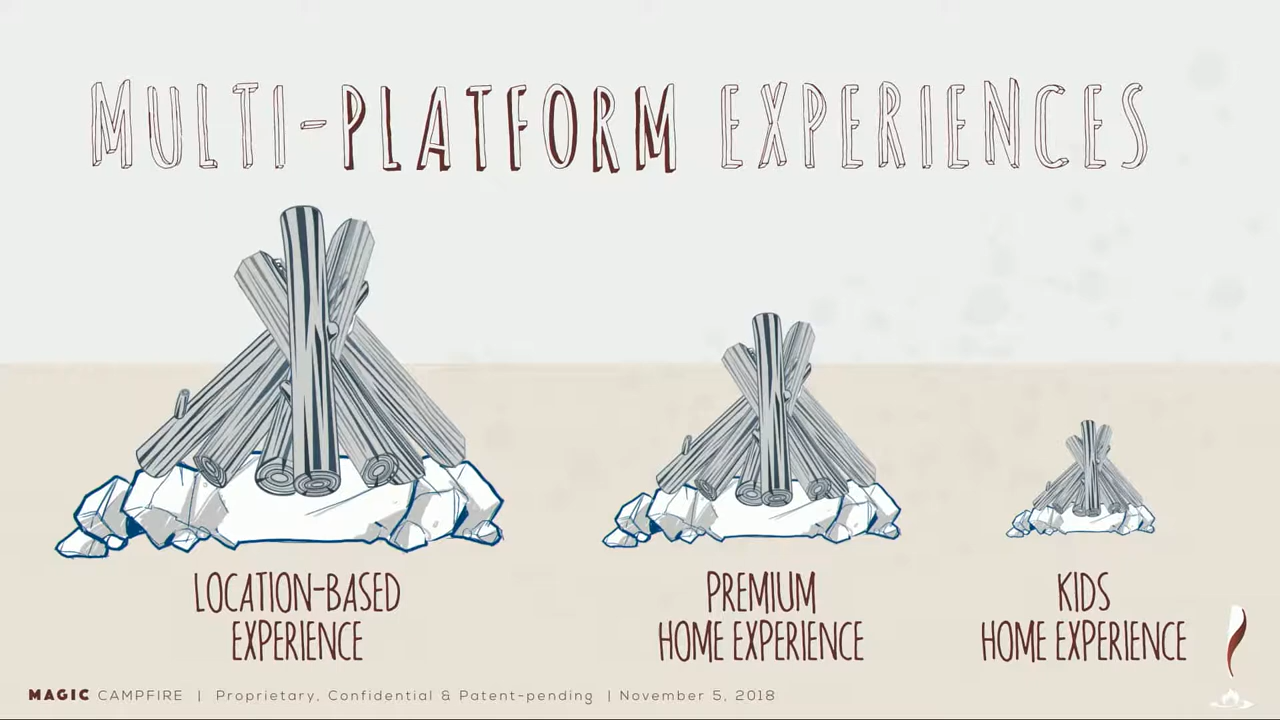 MULTI-PLATFORM EXPERIENCES
LOCATION-BASED
EXPERIENCE
PREMIUM
HOME EXPERIENCE
KIDS
HOME EXPERIENCE
MAGIC CAMPFIRE | Proprietary, Confidential & Patent-pending | November 5, 2018